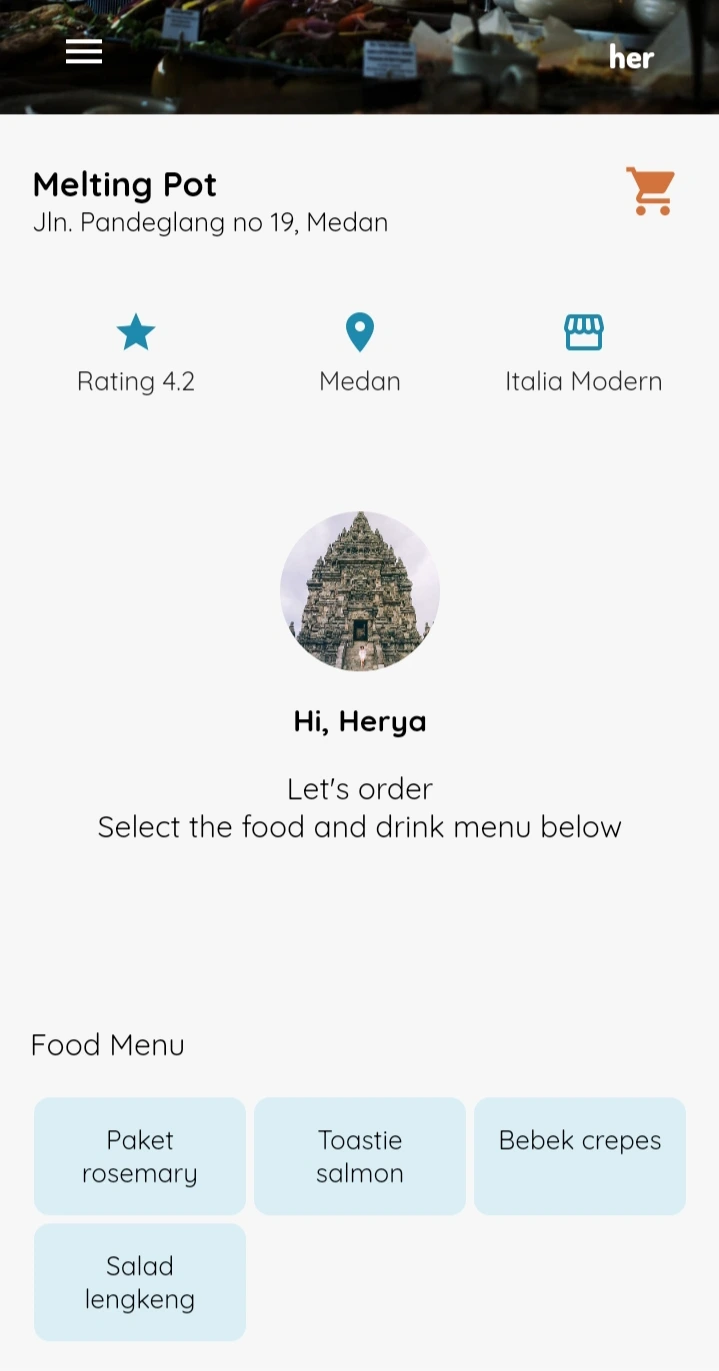 her
Melting Pot
Jln. Pandeglang no 19, Medan
Rating 4.2
Medan
Italia Modern
Hi, Herya
Let's order
Select the food and drink menu below
Food Menu
Paket
rosemary
Toastie
salmon
Bebek crepes
Salad
lengkeng